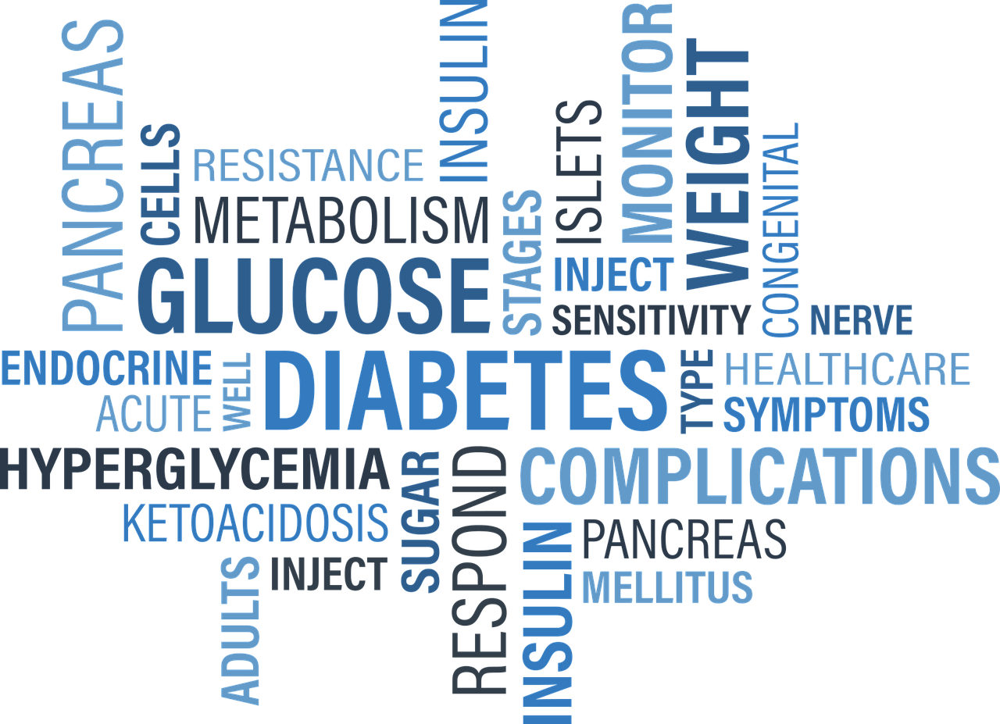 PANCREAS
CELLS
RESISTANCE
INSULIN
METABOLISM
GLUCOSE
STAGES
ISLETS
MONITOR
WEIGHT
CONGENITAL
INJECT
SENSITIVITY
NERVE
ENDOCRINE
ACUTE
WELL
DIABETES
TYPE
HEALTHCARE
SYMPTOMS
HYPERGLYCEMIA
KETOACIDOSIS
ADULTS
INJECT
SUGAR
RESPOND
COMPLICATIONS
INSULIN
PANCREAS
MELLITUS